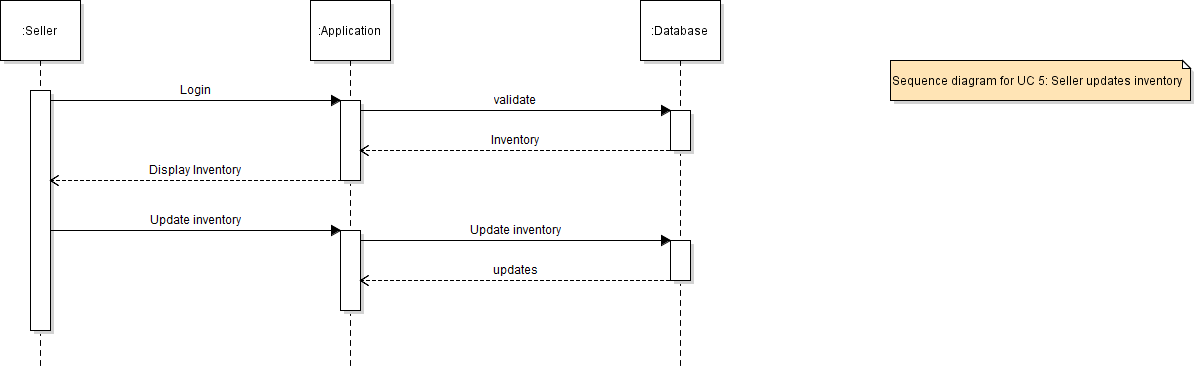 :Seller
:Application
:Database
Sequence diagram for UC 5: Seller updates inventory
Login
validate
Inventory
Display Inventory
Update inventory
Update inventory
updates